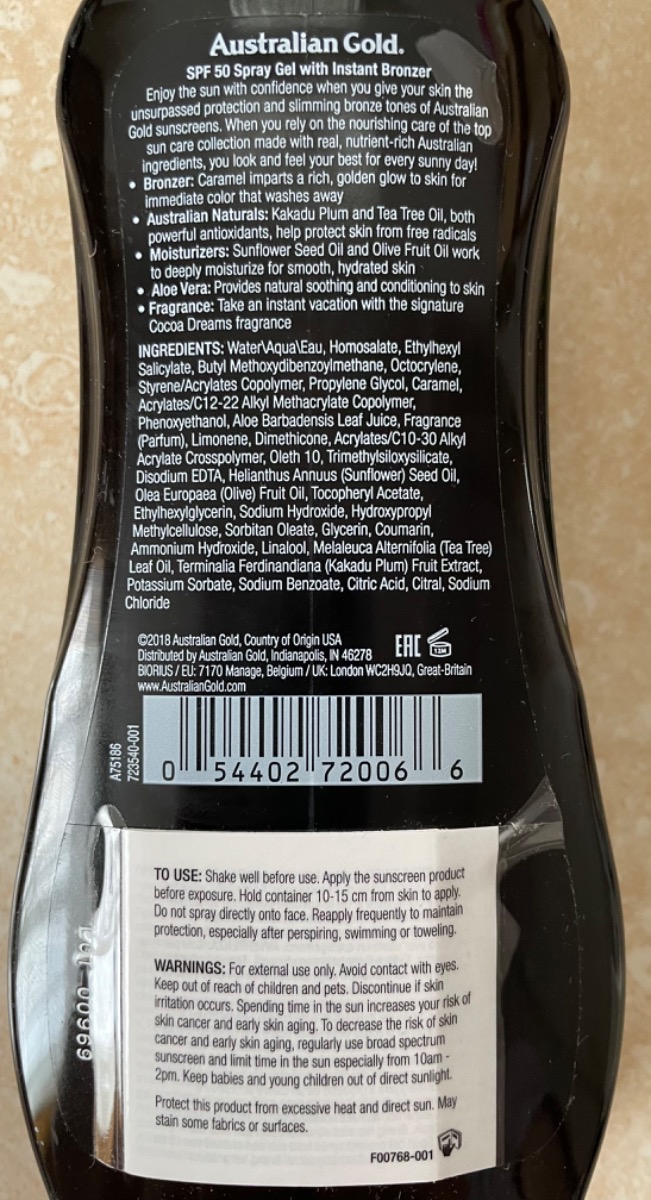 Australian Gold.
SPF 50 Spray Gel with Instant Bronzer
Enjoy the sun with confidence when you give your skin the
unsurpassed protection and slimming bronze tones of Australian
Gold sunscreens. When you rely on the nourishing care of the top
sun care collection made with real, nutrient-rich Australian
ingredients, you look and feel your best for every sunny day!
• Bronzer: Caramel imparts a rich, golden glow to skin for
immediate color that washes away
• Australian Naturals: Kakadu Plum and Tea Tree Oil, both
powerful antioxidants, help protect skin from free radicals
• Moisturizers: Sunflower Seed Oil and Olive Fruit Oil work
to deeply moisturize for smooth, hydrated skin
• Aloe Vera: Provides natural soothing and conditioning to skin
• Fragrance: Take an instant vacation with the signature
Cocoa Dreams fragrance
INGREDIENTS: Water\Aqua\Eau, Homosalate, Ethylhexyl
Salicylate, Butyl Methoxydibenzoylmethane, Octocrylene,
Styrene/Acrylates Copolymer, Propylene Glycol, Caramel,
Acrylates/C12-22 Alkyl Methacrylate Copolymer,
Phenoxyethanol, Aloe Barbadensis Leaf Juice, Fragrance
(Parfum), Limonene, Dimethicone, Acrylates/C10-30 Alkyl
Acrylate Crosspolymer, Oleth 10, Trimethylsiloxysilicate,
Disodium EDTA, Helianthus Annuus (Sunflower) Seed Oil,
Olea Europaea (Olive) Fruit Oil, Tocopheryl Acetate,
Ethylhexylglycerin, Sodium Hydroxide, Hydroxypropyl
Methylcellulose, Sorbitan Oleate, Glycerin, Coumarin,
Ammonium Hydroxide, Linalool, Melaleuca Alternifolia (Tea Tree)
Leaf Oil, Terminalia Ferdinandiana (Kakadu Plum) Fruit Extract,
Potassium Sorbate, Sodium Benzoate, Citric Acid, Citral, Sodium
Chloride
©2018 Australian Gold, Country of Origin USA
Distributed by Australian Gold, Indianapolis, IN 46278
BIORIUS / EU: 7170 Manage, Belgium / UK: London WC2H9JQ, Great-Britain
www.AustralianGold.com
EAC 12M
A75186
723540-001
0 54402 72006 6
TO USE: Shake well before use. Apply the sunscreen product
before exposure. Hold container 10-15 cm from skin to apply.
Do not spray directly onto face. Reapply frequently to maintain
protection, especially after perspiring, swimming or toweling.
WARNINGS: For external use only. Avoid contact with eyes.
Keep out of reach of children and pets. Discontinue if skin
irritation occurs. Spending time in the sun increases your risk of
skin cancer and early skin aging. To decrease the risk of skin
cancer and early skin aging, regularly use broad spectrum
sunscreen and limit time in the sun especially from 10am -
2pm. Keep babies and young children out of direct sunlight.
Protect this product from excessive heat and direct sun. May
stain some fabrics or surfaces.
F00768-001